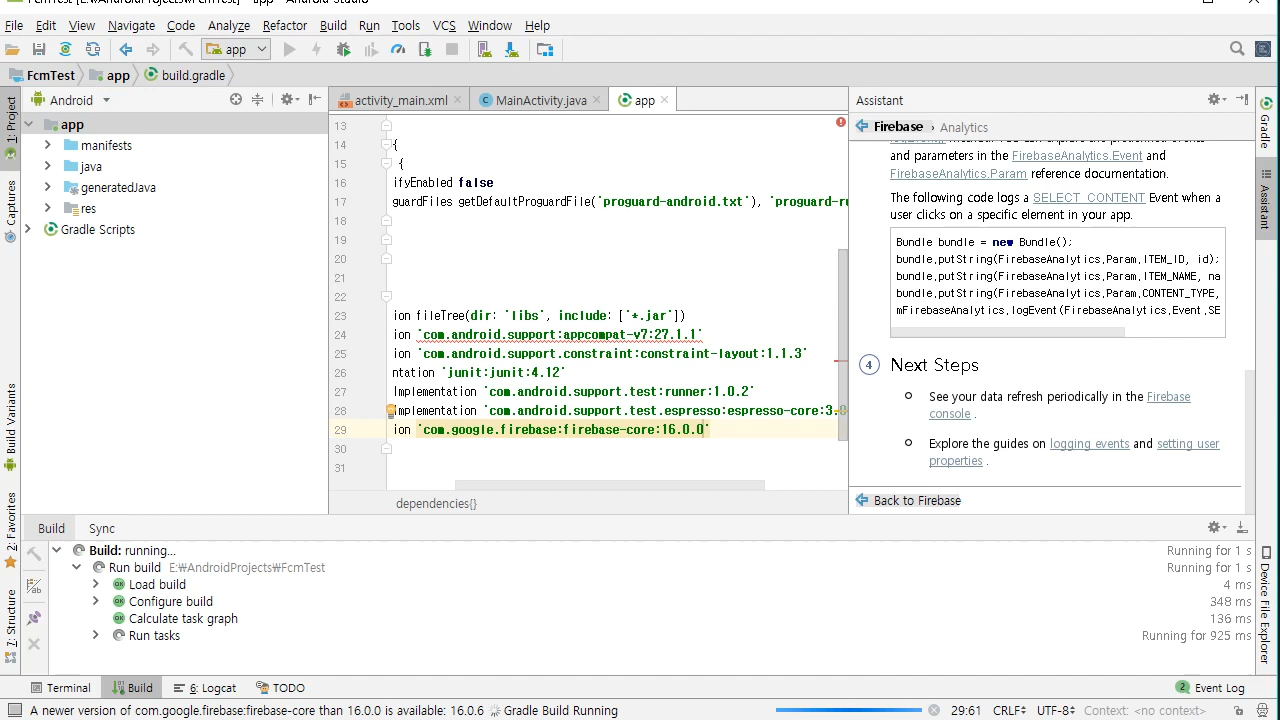 FcmTest [E:\AndroidProjects\FcmTest] - app - Android Studio
File Edit View Navigate Code Analyze Refactor Build Run Tools VCS Window Help
app
FcmTest app build.gradle
Android
activity_main.xml MainActivity.java app
Assistant
1: Project
Captures
Build Variants
2: Favorites
7: Structure
app
manifests
java
generatedJava
res
Gradle Scripts
13
14 {
15 {
16 ifyEnabled false
17 guardFiles getDefaultProguardFile('proguard-android.txt'), 'proguard-ru
18
19
20
21
22
23 ion fileTree(dir: 'libs', include: ['*.jar'])
24 ion 'com.android.support:appcompat-v7:27.1.1'
25 ion 'com.android.support.constraint:constraint-layout:1.1.3'
26 ntation 'junit:junit:4.12'
27 Implementation 'com.android.support.test:runner:1.0.2'
28 mplementation 'com.android.support.test.espresso:espresso-core:3.0
29 ion 'com.google.firebase:firebase-core:16.0.0'
30
31
dependencies{}
Firebase › Analytics
and parameters in the FirebaseAnalytics.Event and
FirebaseAnalytics.Param reference documentation.
The following code logs a SELECT_CONTENT Event when a
user clicks on a specific element in your app.
Bundle bundle = new Bundle();
bundle.putString(FirebaseAnalytics.Param.ITEM_ID, id);
bundle.putString(FirebaseAnalytics.Param.ITEM_NAME, na
bundle.putString(FirebaseAnalytics.Param.CONTENT_TYPE,
mFirebaseAnalytics.logEvent(FirebaseAnalytics.Event.SE
4 Next Steps
See your data refresh periodically in the Firebase
console .
Explore the guides on logging events and setting user
properties .
Back to Firebase
Gradle
Assistant
Device File Explorer
Build Sync
Build: running... Running for 1 s
Run build E:₩AndroidProjects₩FcmTest Running for 1 s
Load build 4 ms
Configure build 348 ms
Calculate task graph 136 ms
Run tasks Running for 925 ms
Terminal Build 6: Logcat TODO 2 Event Log
A newer version of com.google.firebase:firebase-core than 16.0.0 is available: 16.0.6 Gradle Build Running 29:61 CRLF UTF-8 Context: <no context>